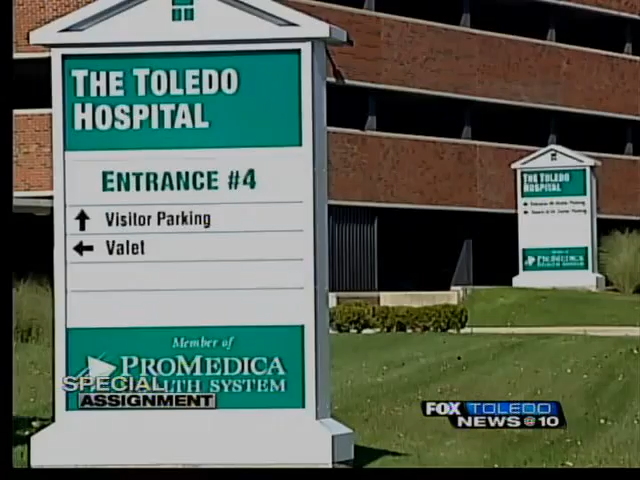 THE TOLEDO
HOSPITAL
ENTRANCE #4
Visitor Parking
Valet
Member of
PROMEDICA
LTH SYSTEM
SPECIAL
ASSIGNMENT
THE TOLEDO
HOSPITAL
PROMEDICA
FOX TOLEDO
NEWS@10